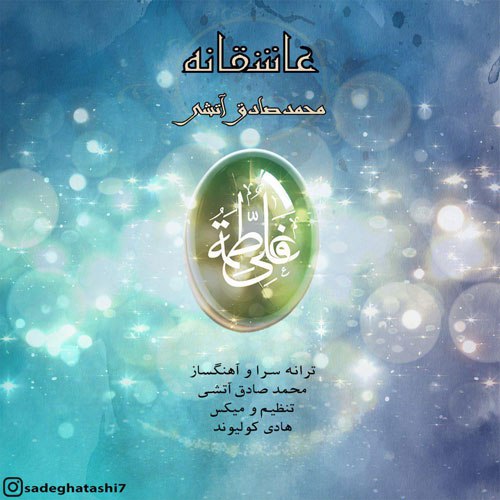 عاشقانه
محمدصادق آتشی
علی فاطمة
ترانه سرا و آهنگساز
محمد صادق آتشی
تنظیم و میکس
هادی کولیوند
sadeghatashi7